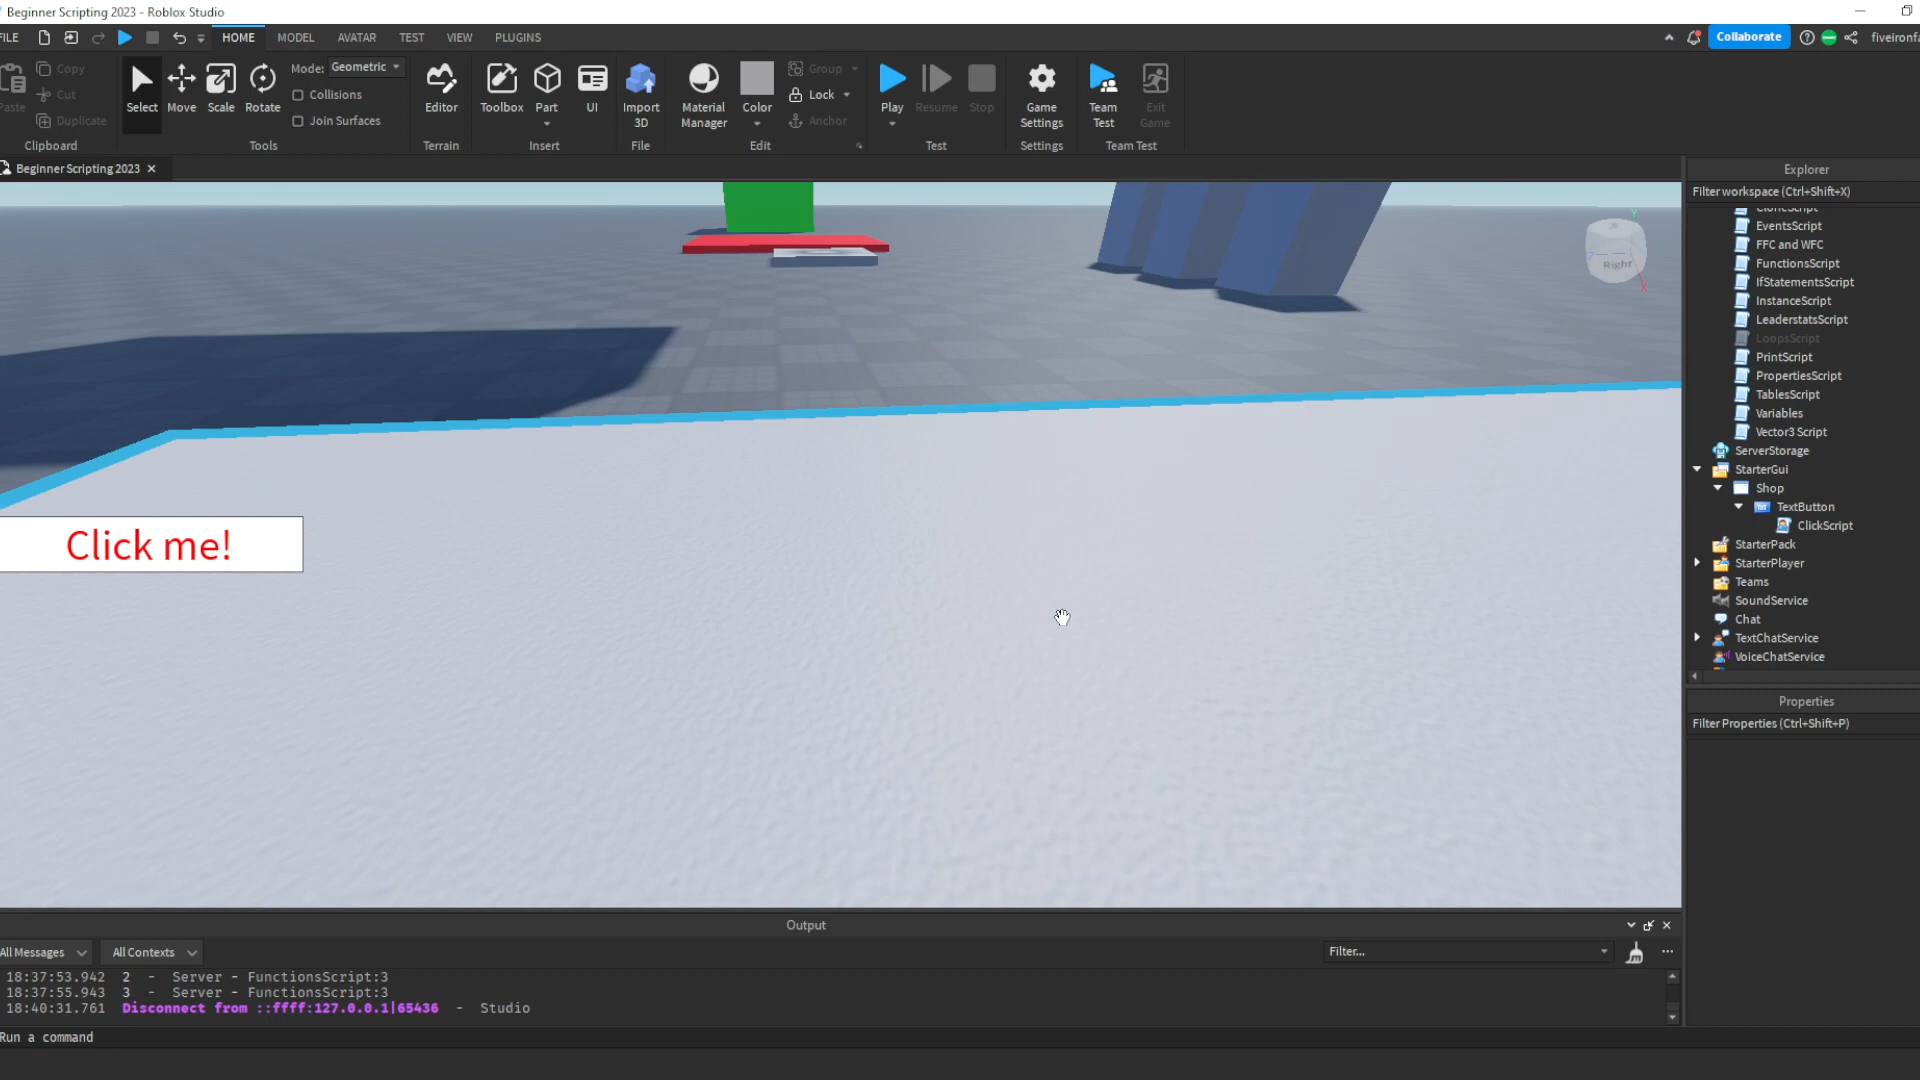 Beginner Scripting 2023 - Roblox Studio
FILE HOME MODEL AVATAR TEST VIEW PLUGINS Collaborate
Paste Copy Cut Duplicate Clipboard
Select Move Scale Rotate Mode: Geometric Collisions Join Surfaces Tools
Editor Terrain
Toolbox Part UI Insert
Import 3D File
Material Manager Color Group Lock Anchor Edit
Play Resume Stop Test
Game Settings Settings
Team Test Exit Game Team Test
Beginner Scripting 2023
Right
Y
X
Z
Click me!
Explorer
Filter workspace (Ctrl+Shift+X)
CloneScript
EventsScript
FFC and WFC
FunctionsScript
IfStatementsScript
InstanceScript
LeaderstatsScript
LoopsScript
PrintScript
PropertiesScript
TablesScript
Variables
Vector3 Script
ServerStorage
StarterGui
Shop
TextButton
ClickScript
StarterPack
StarterPlayer
Teams
SoundService
Chat
TextChatService
VoiceChatService
Properties
Filter Properties (Ctrl+Shift+P)
Output
All Messages All Contexts Filter...
18:37:53.942 2 - Server - FunctionsScript:3
18:37:55.943 3 - Server - FunctionsScript:3
18:40:31.761 Disconnect from ::ffff:127.0.0.1|65436 - Studio
Run a command